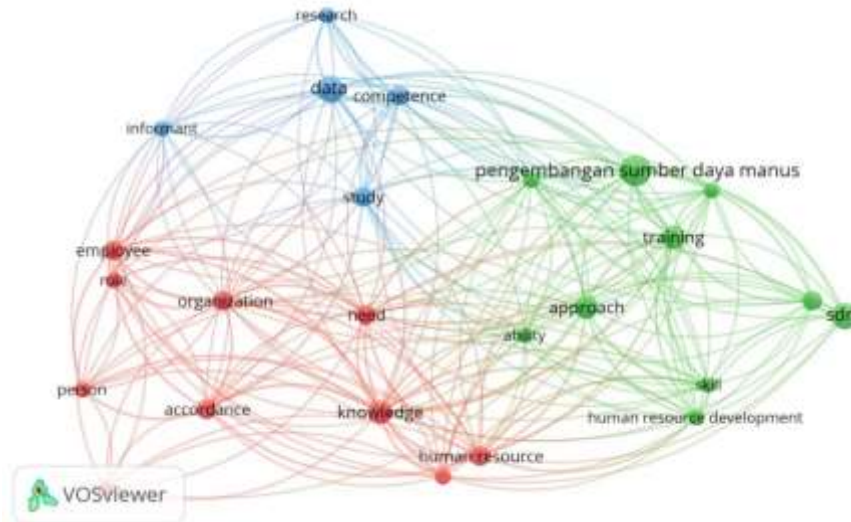 research
data
competence
informant
pengembangan sumber daya manus
study
training
employee
role
organization
need
approach
sdm
ability
person
accordance
knowledge
skill
human resource development
human resource
VOSviewer